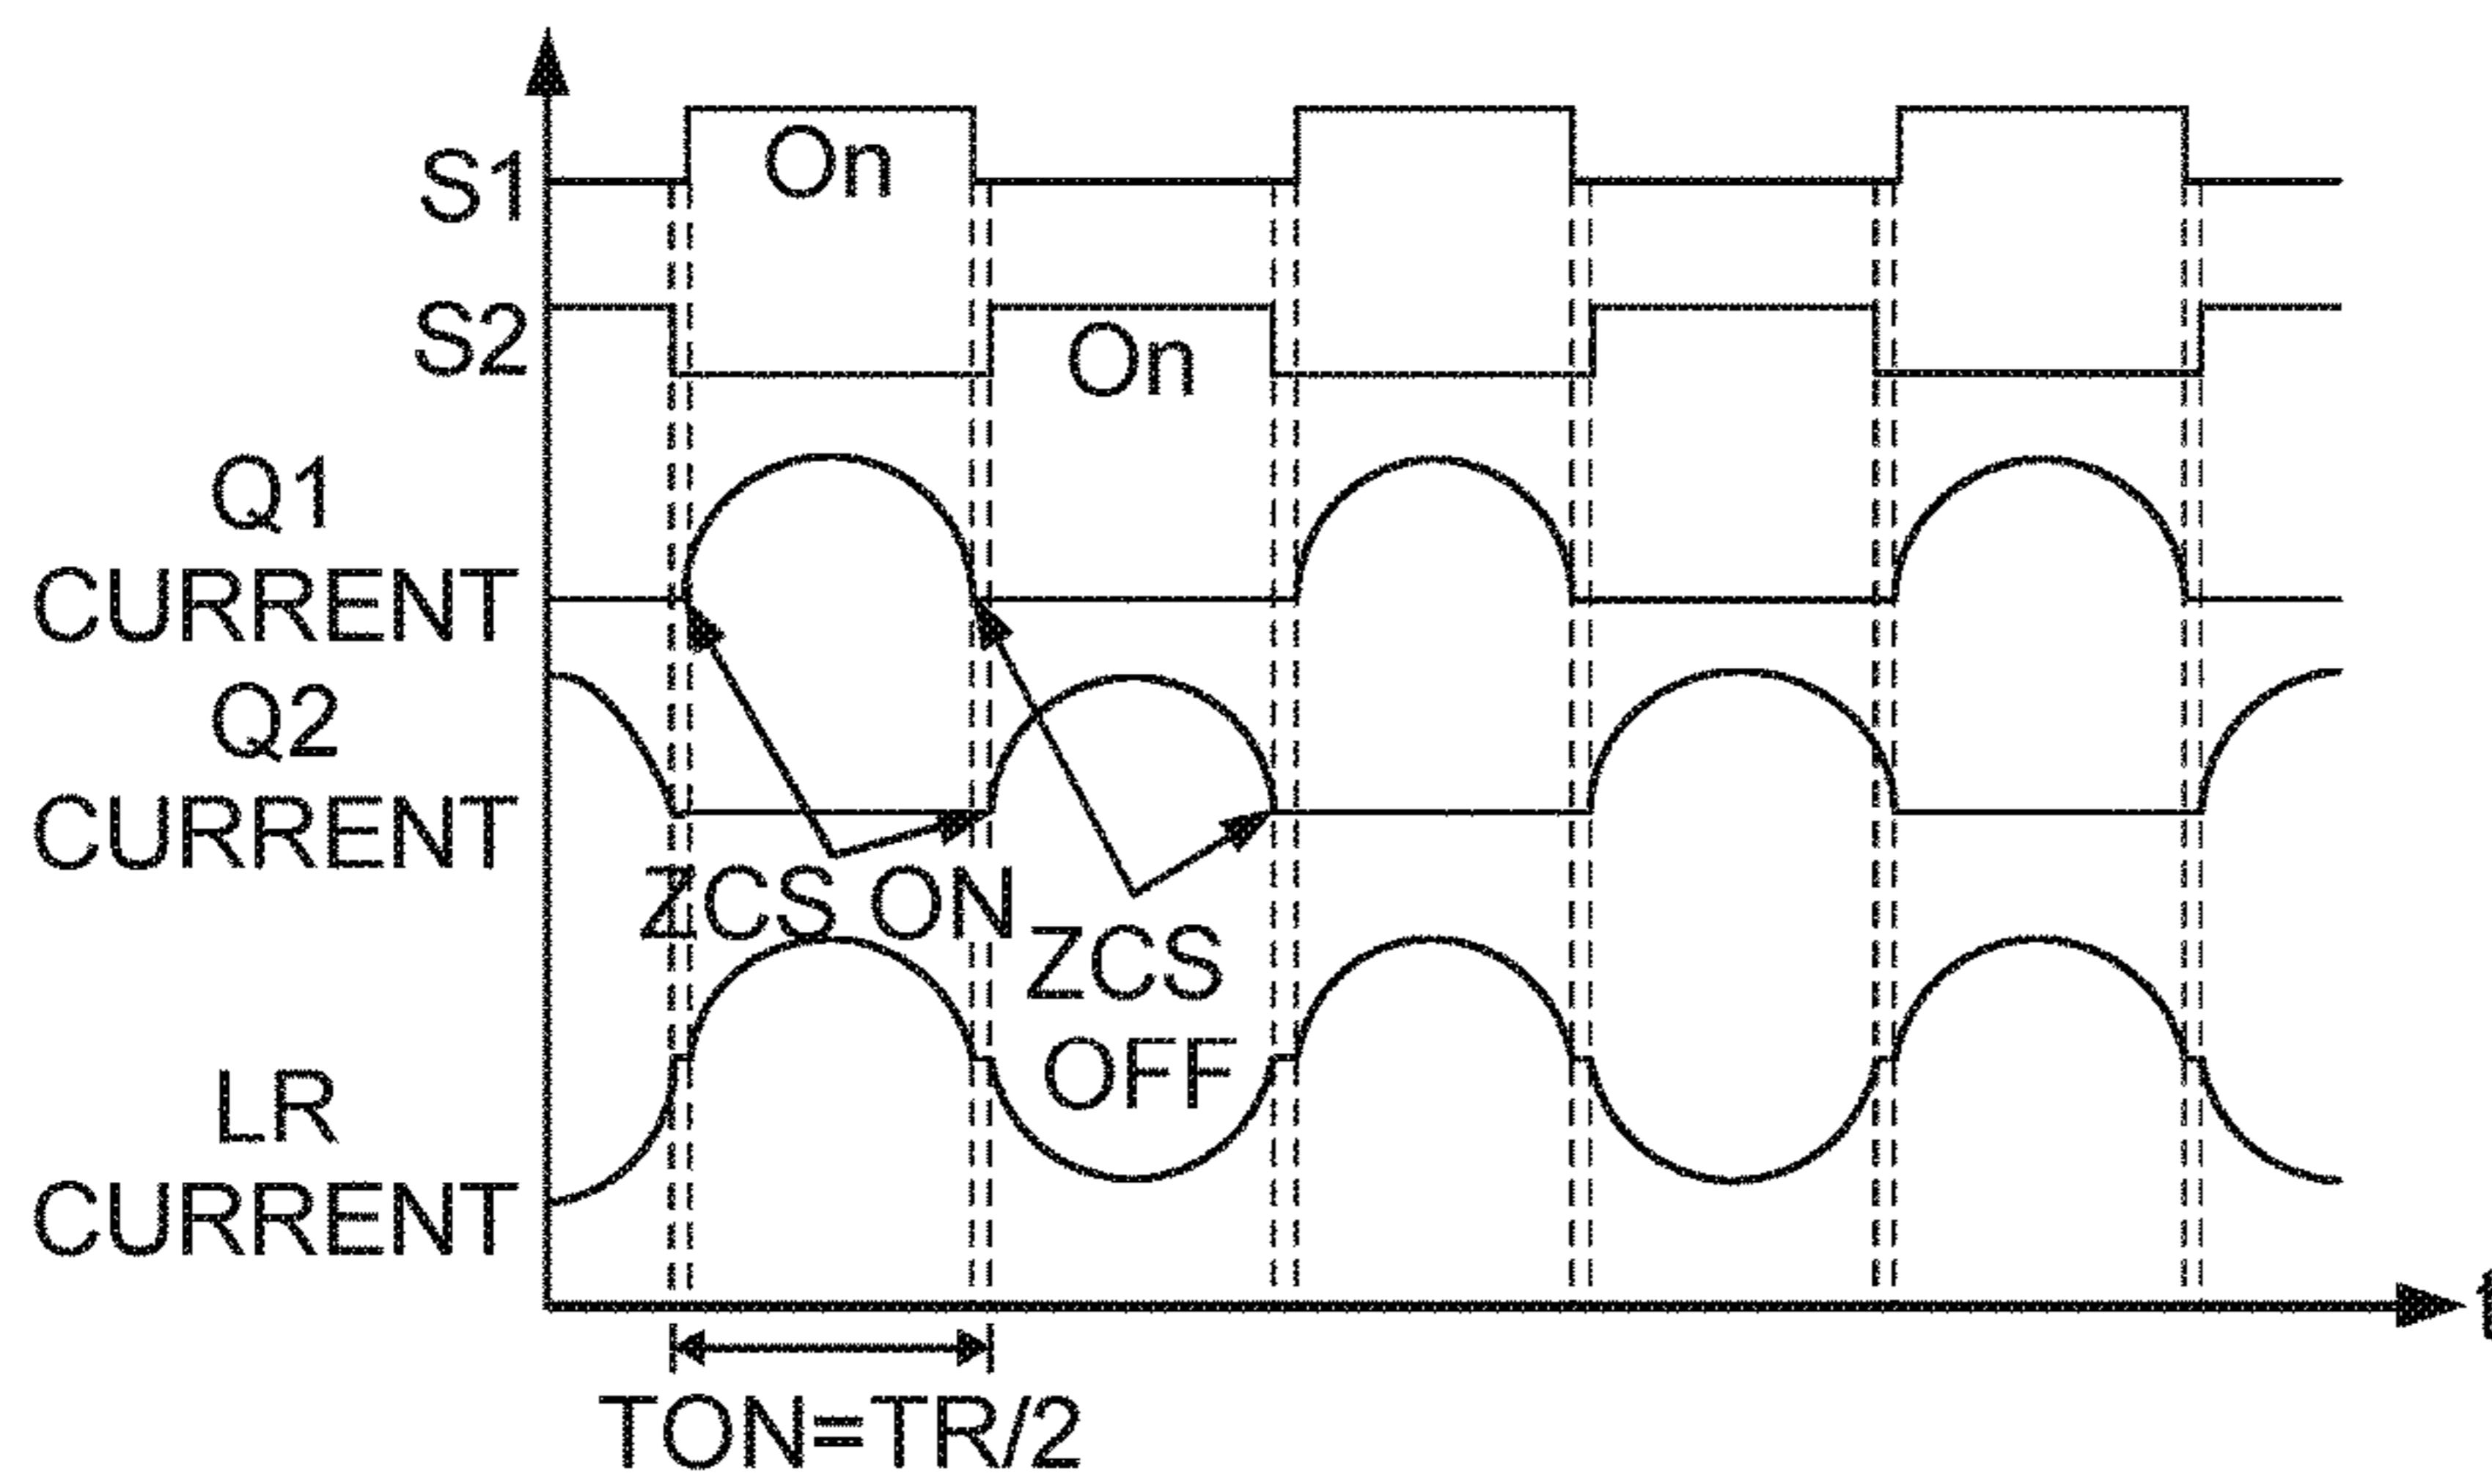 S1
On
S2
On
Q1
CURRENT
Q2
CURRENT
ZCS ON
ZCS
OFF
LR
CURRENT
t
TON=TR/2